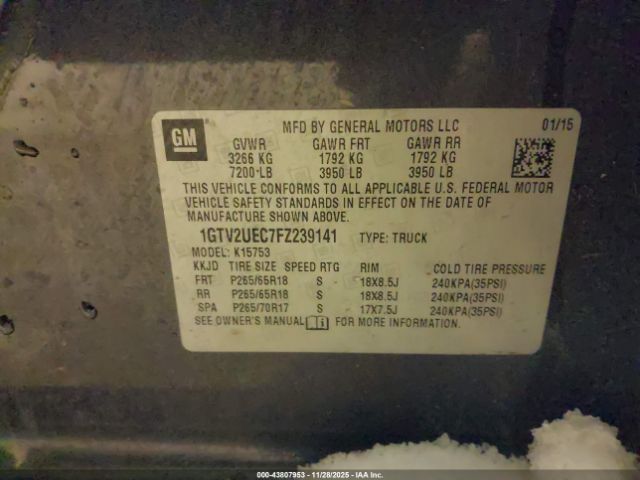 GM
MFD BY GENERAL MOTORS LLC 01/15
GVWR GAWR FRT GAWR RR
3266 KG 1792 KG 1792 KG
7200 LB 3950 LB 3950 LB
THIS VEHICLE CONFORMS TO ALL APPLICABLE U.S. FEDERAL MOTOR
VEHICLE SAFETY STANDARDS IN EFFECT ON THE DATE OF
MANUFACTURE SHOWN ABOVE.
1GTV2UEC7FZ239141 TYPE: TRUCK
MODEL: K15753
KKJD TIRE SIZE SPEED RTG RIM COLD TIRE PRESSURE
FRT P265/65R18 S 18X8.5J 240KPA(35PSI)
RR P265/65R18 S 18X8.5J 240KPA(35PSI)
SPA P265/70R17 S 17X7.5J 240KPA(35PSI)
SEE OWNER'S MANUAL FOR MORE INFORMATION.
000-43807953 | 11/28/2025 - IAA Inc.